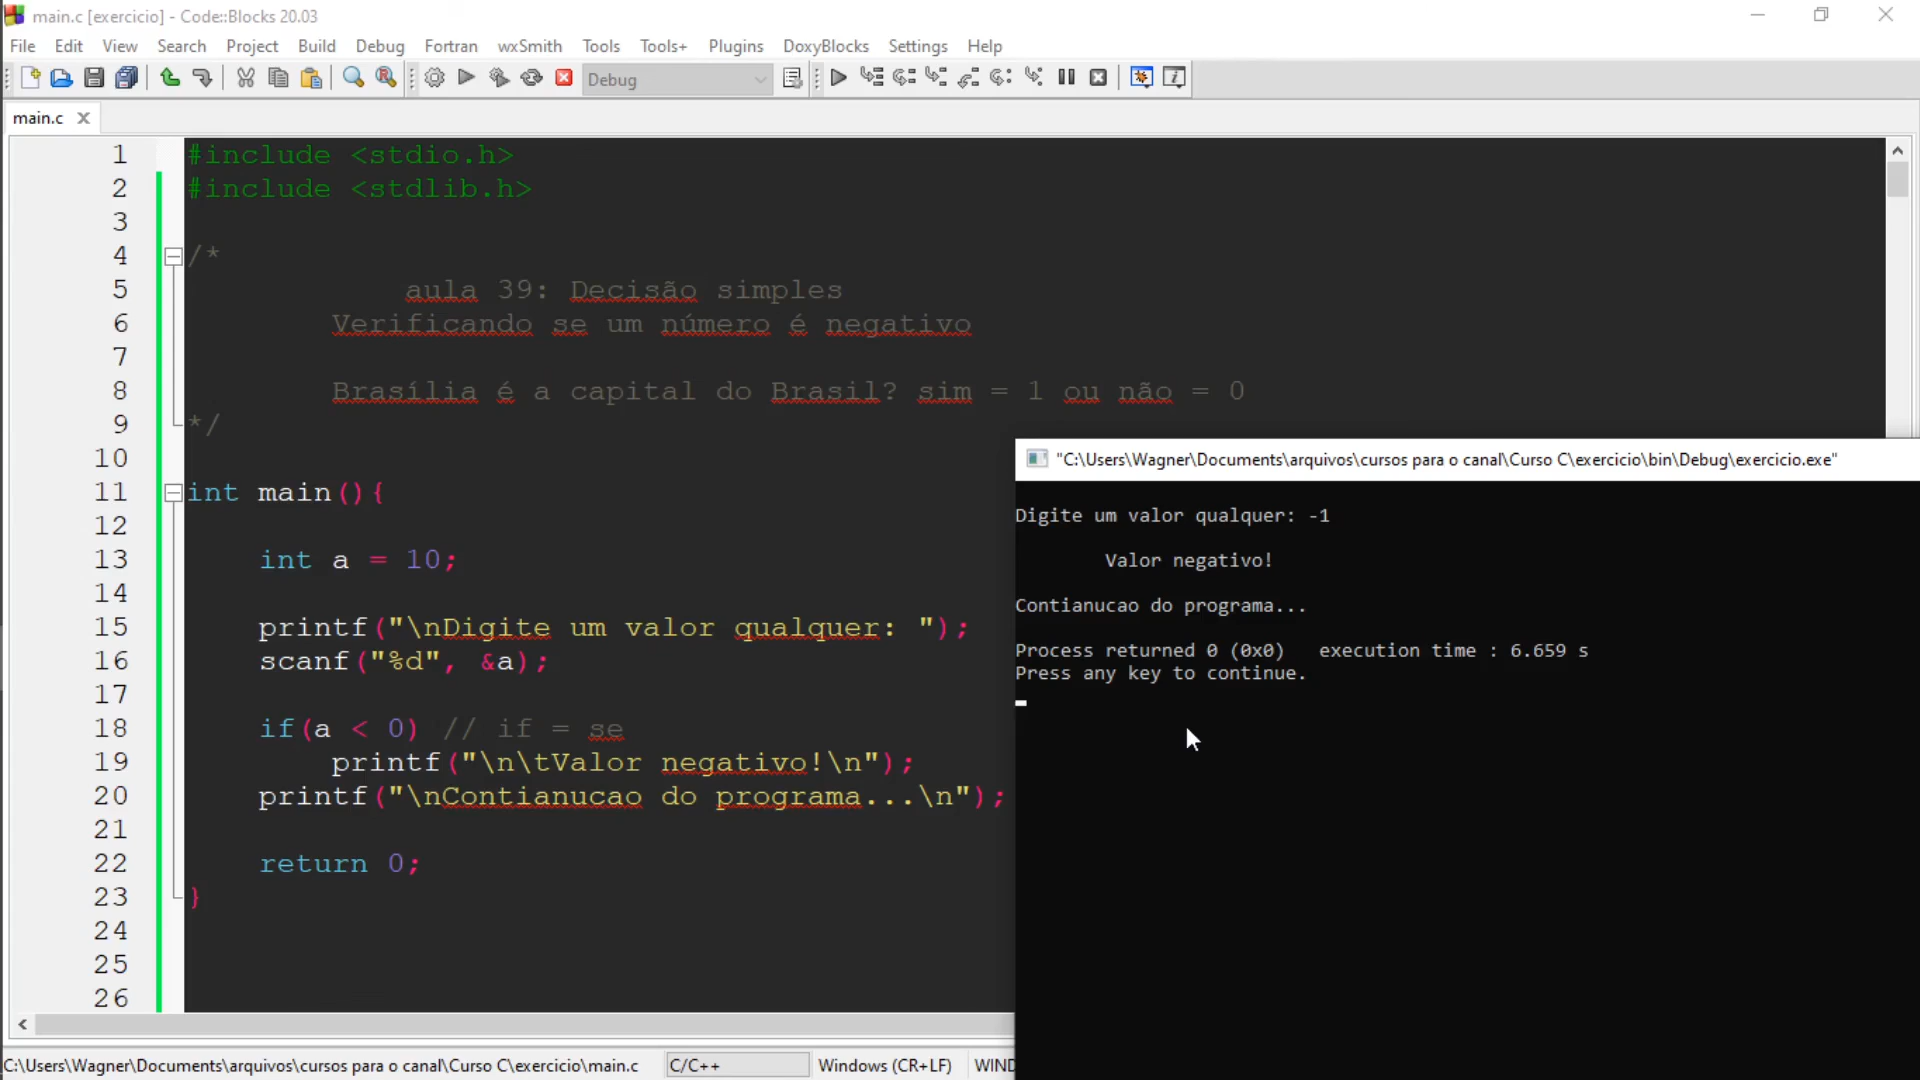 main.c [exercicio] - Code::Blocks 20.03
File Edit View Search Project Build Debug Fortran wxSmith Tools Tools+ Plugins DoxyBlocks Settings Help
Debug
main.c
1 #include <stdio.h>
2 #include <stdlib.h>
3
4 /*
5 aula 39: Decisão simples
6 Verificando se um número é negativo
7
8 Brasília é a capital do Brasil? sim = 1 ou não = 0
9 */
10
11 int main(){
12
13 int a = 10;
14
15 printf("\nDigite um valor qualquer: ");
16 scanf("%d", &a);
17
18 if(a < 0) // if = se
19 printf("\n\tValor negativo!\n");
20 printf("\nContianucao do programa...\n");
21
22 return 0;
23 }
24
25
26
"C:\Users\Wagner\Documents\arquivos\cursos para o canal\Curso C\exercicio\bin\Debug\exercicio.exe"
Digite um valor qualquer: -1
Valor negativo!
Contianucao do programa...
Process returned 0 (0x0) execution time : 6.659 s
Press any key to continue.
C:\Users\Wagner\Documents\arquivos\cursos para o canal\Curso C\exercicio\main.c C/C++ Windows (CR+LF) WIND